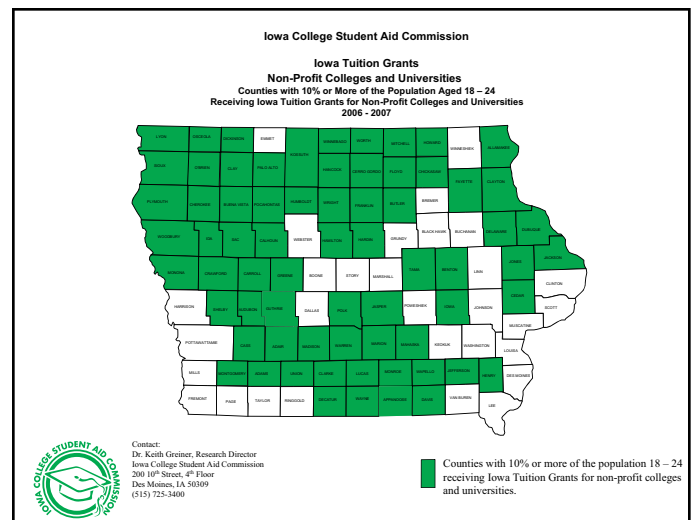 Iowa College Student Aid Commission
Iowa Tuition Grants
Non-Profit Colleges and Universities
Counties with 10% or More of the Population Aged 18 – 24
Receiving Iowa Tuition Grants for Non-Profit Colleges and Universities
2006 - 2007
LYON OSCEOLA DICKINSON EMMET WINNEBAGO WORTH MITCHELL HOWARD WINNESHIEK ALLAMAKEE
SIOUX O'BRIEN CLAY PALO ALTO KOSSUTH HANCOCK CERRO GORDO FLOYD CHICKASAW
FAYETTE CLAYTON
PLYMOUTH CHEROKEE BUENA VISTA POCAHONTAS HUMBOLDT WRIGHT FRANKLIN BUTLER BREMER
WOODBURY IDA SAC CALHOUN WEBSTER HAMILTON HARDIN GRUNDY BLACK HAWK BUCHANAN DELAWARE DUBUQUE
MONONA CRAWFORD CARROLL GREENE BOONE STORY MARSHALL TAMA BENTON LINN JONES JACKSON
CLINTON
HARRISON SHELBY AUDUBON GUTHRIE DALLAS POLK JASPER POWESHIEK IOWA JOHNSON CEDAR SCOTT
MUSCATINE
POTTAWATTAMIE CASS ADAIR MADISON WARREN MARION MAHASKA KEOKUK WASHINGTON LOUISA
MILLS MONTGOMERY ADAMS UNION CLARKE LUCAS MONROE WAPELLO JEFFERSON HENRY DES MOINES
FREMONT PAGE TAYLOR RINGGOLD DECATUR WAYNE APPANOOSE DAVIS VAN BUREN LEE
IOWA COLLEGE STUDENT AID COMMISSION
Contact:
Dr. Keith Greiner, Research Director
Iowa College Student Aid Commission
200 10th Street, 4th Floor
Des Moines, IA 50309
(515) 725-3400
Counties with 10% or more of the population 18 – 24
receiving Iowa Tuition Grants for non-profit colleges
and universities.